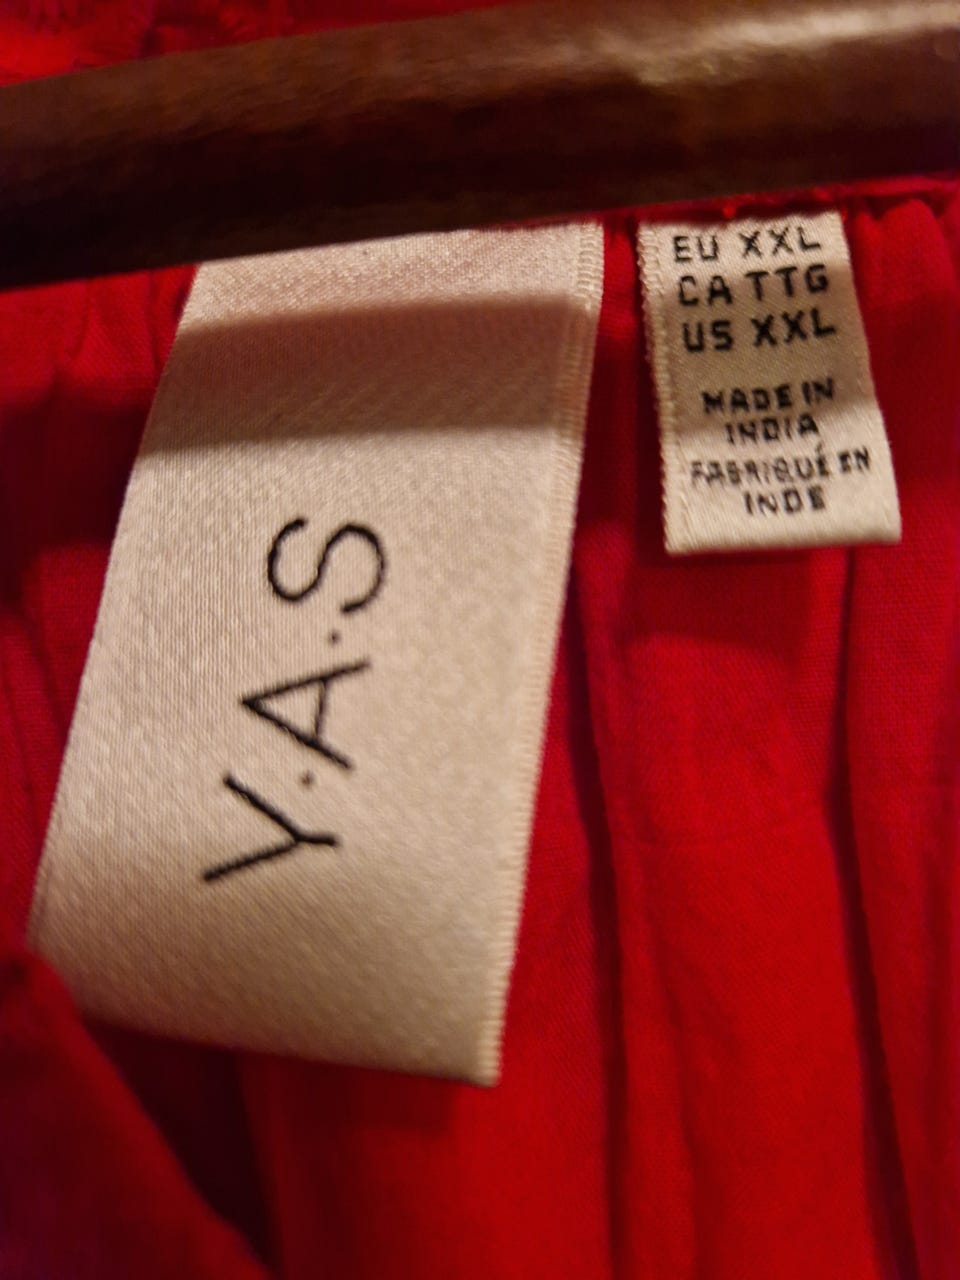 Y.A.S
EU XXL
CA TTG
US XXL
MADE IN
INDIA
FABRIQUÉ EN
INDE